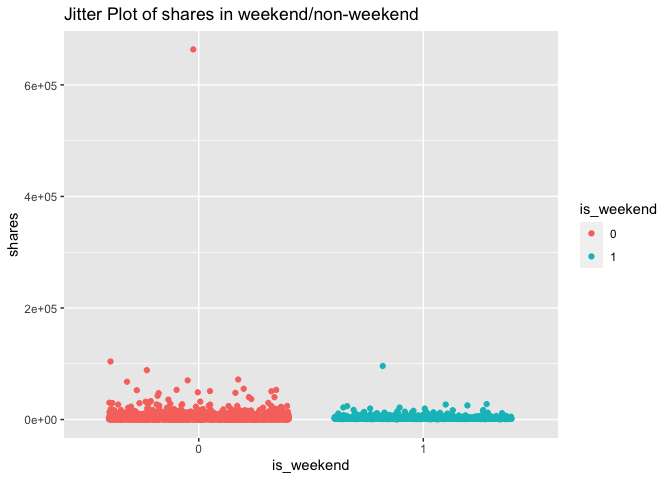 Jitter Plot of shares in weekend/non-weekend
6e+05
4e+05
2e+05
0e+00
shares
0
1
is_weekend
is_weekend
0
1